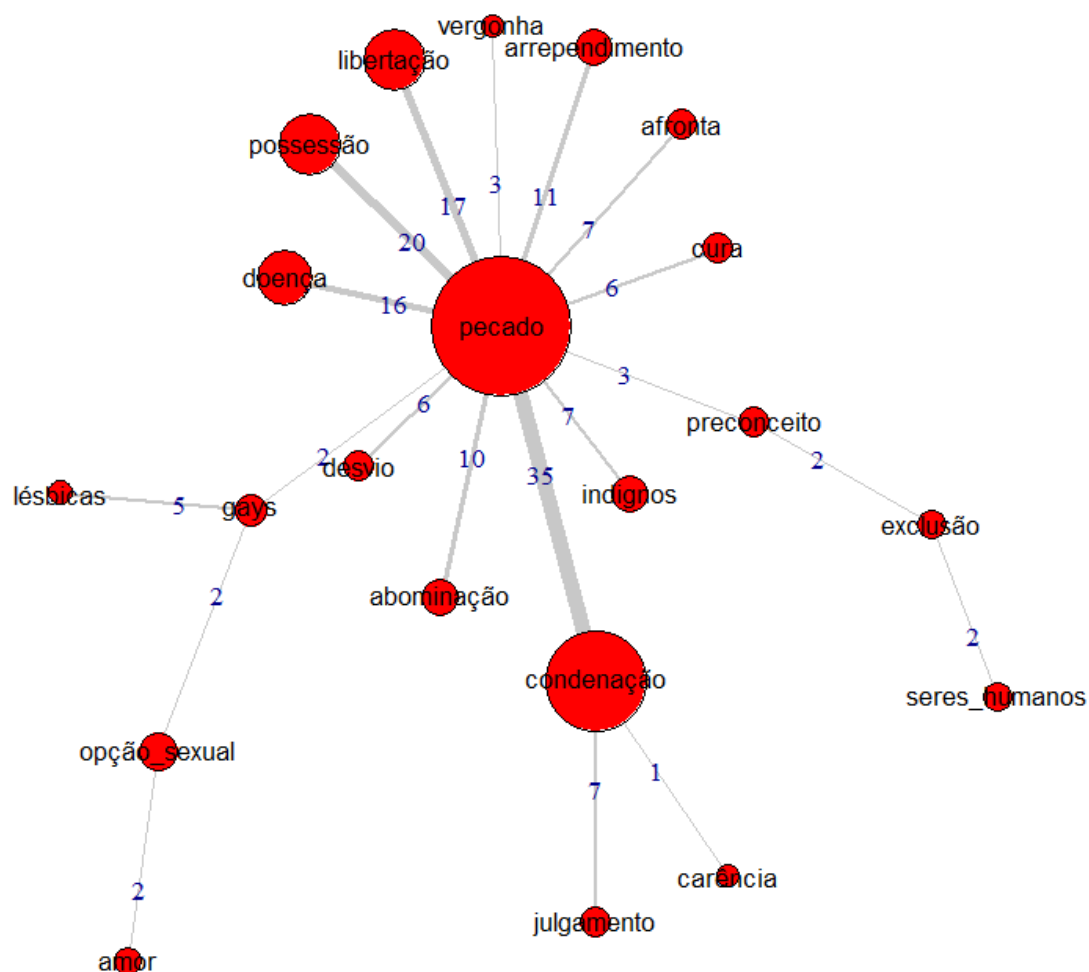 vergonha
arrependimento
libertação
afronta
possessão
3
17
11
7
20
cura
doença
16
6
pecado
3
6
7
preconceito
2
10
2
desvio
35
lésbicas
5
gays
indignos
exclusão
2
abominação
2
condenação
seres_humanos
opção_sexual
1
7
carência
2
julgamento
amor